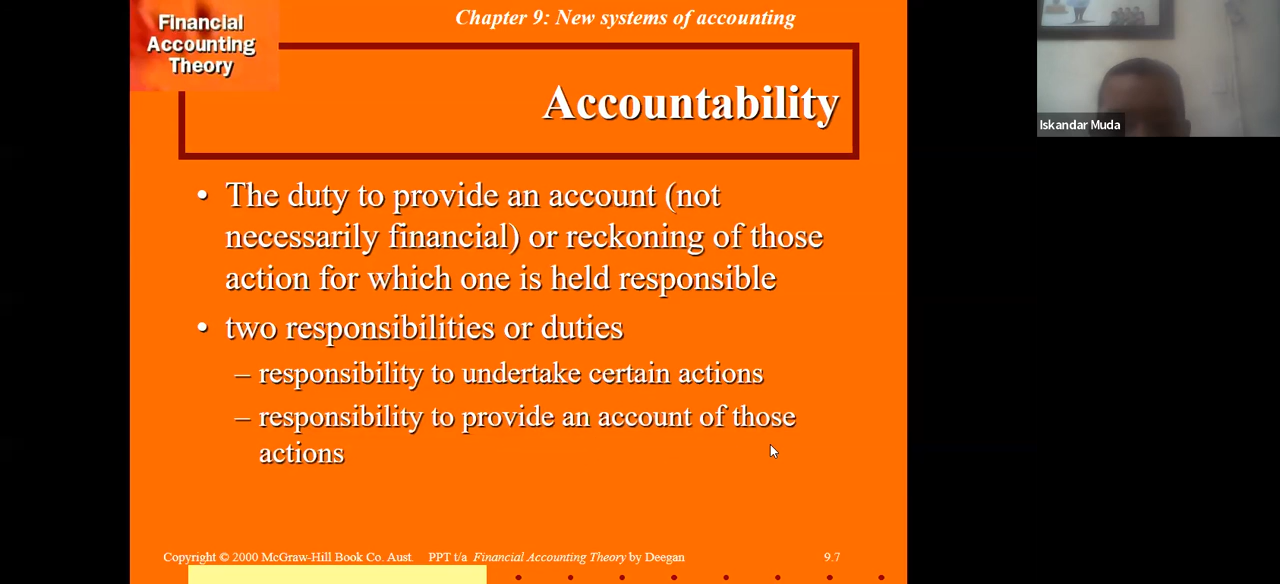 Financial
Accounting
Theory
Chapter 9: New systems of accounting
Accountability
• The duty to provide an account (not
necessarily financial) or reckoning of those
action for which one is held responsible
• two responsibilities or duties
– responsibility to undertake certain actions
– responsibility to provide an account of those
actions
Copyright © 2000 McGraw-Hill Book Co. Aust. PPT t/a Financial Accounting Theory by Deegan 9.7
Iskandar Muda